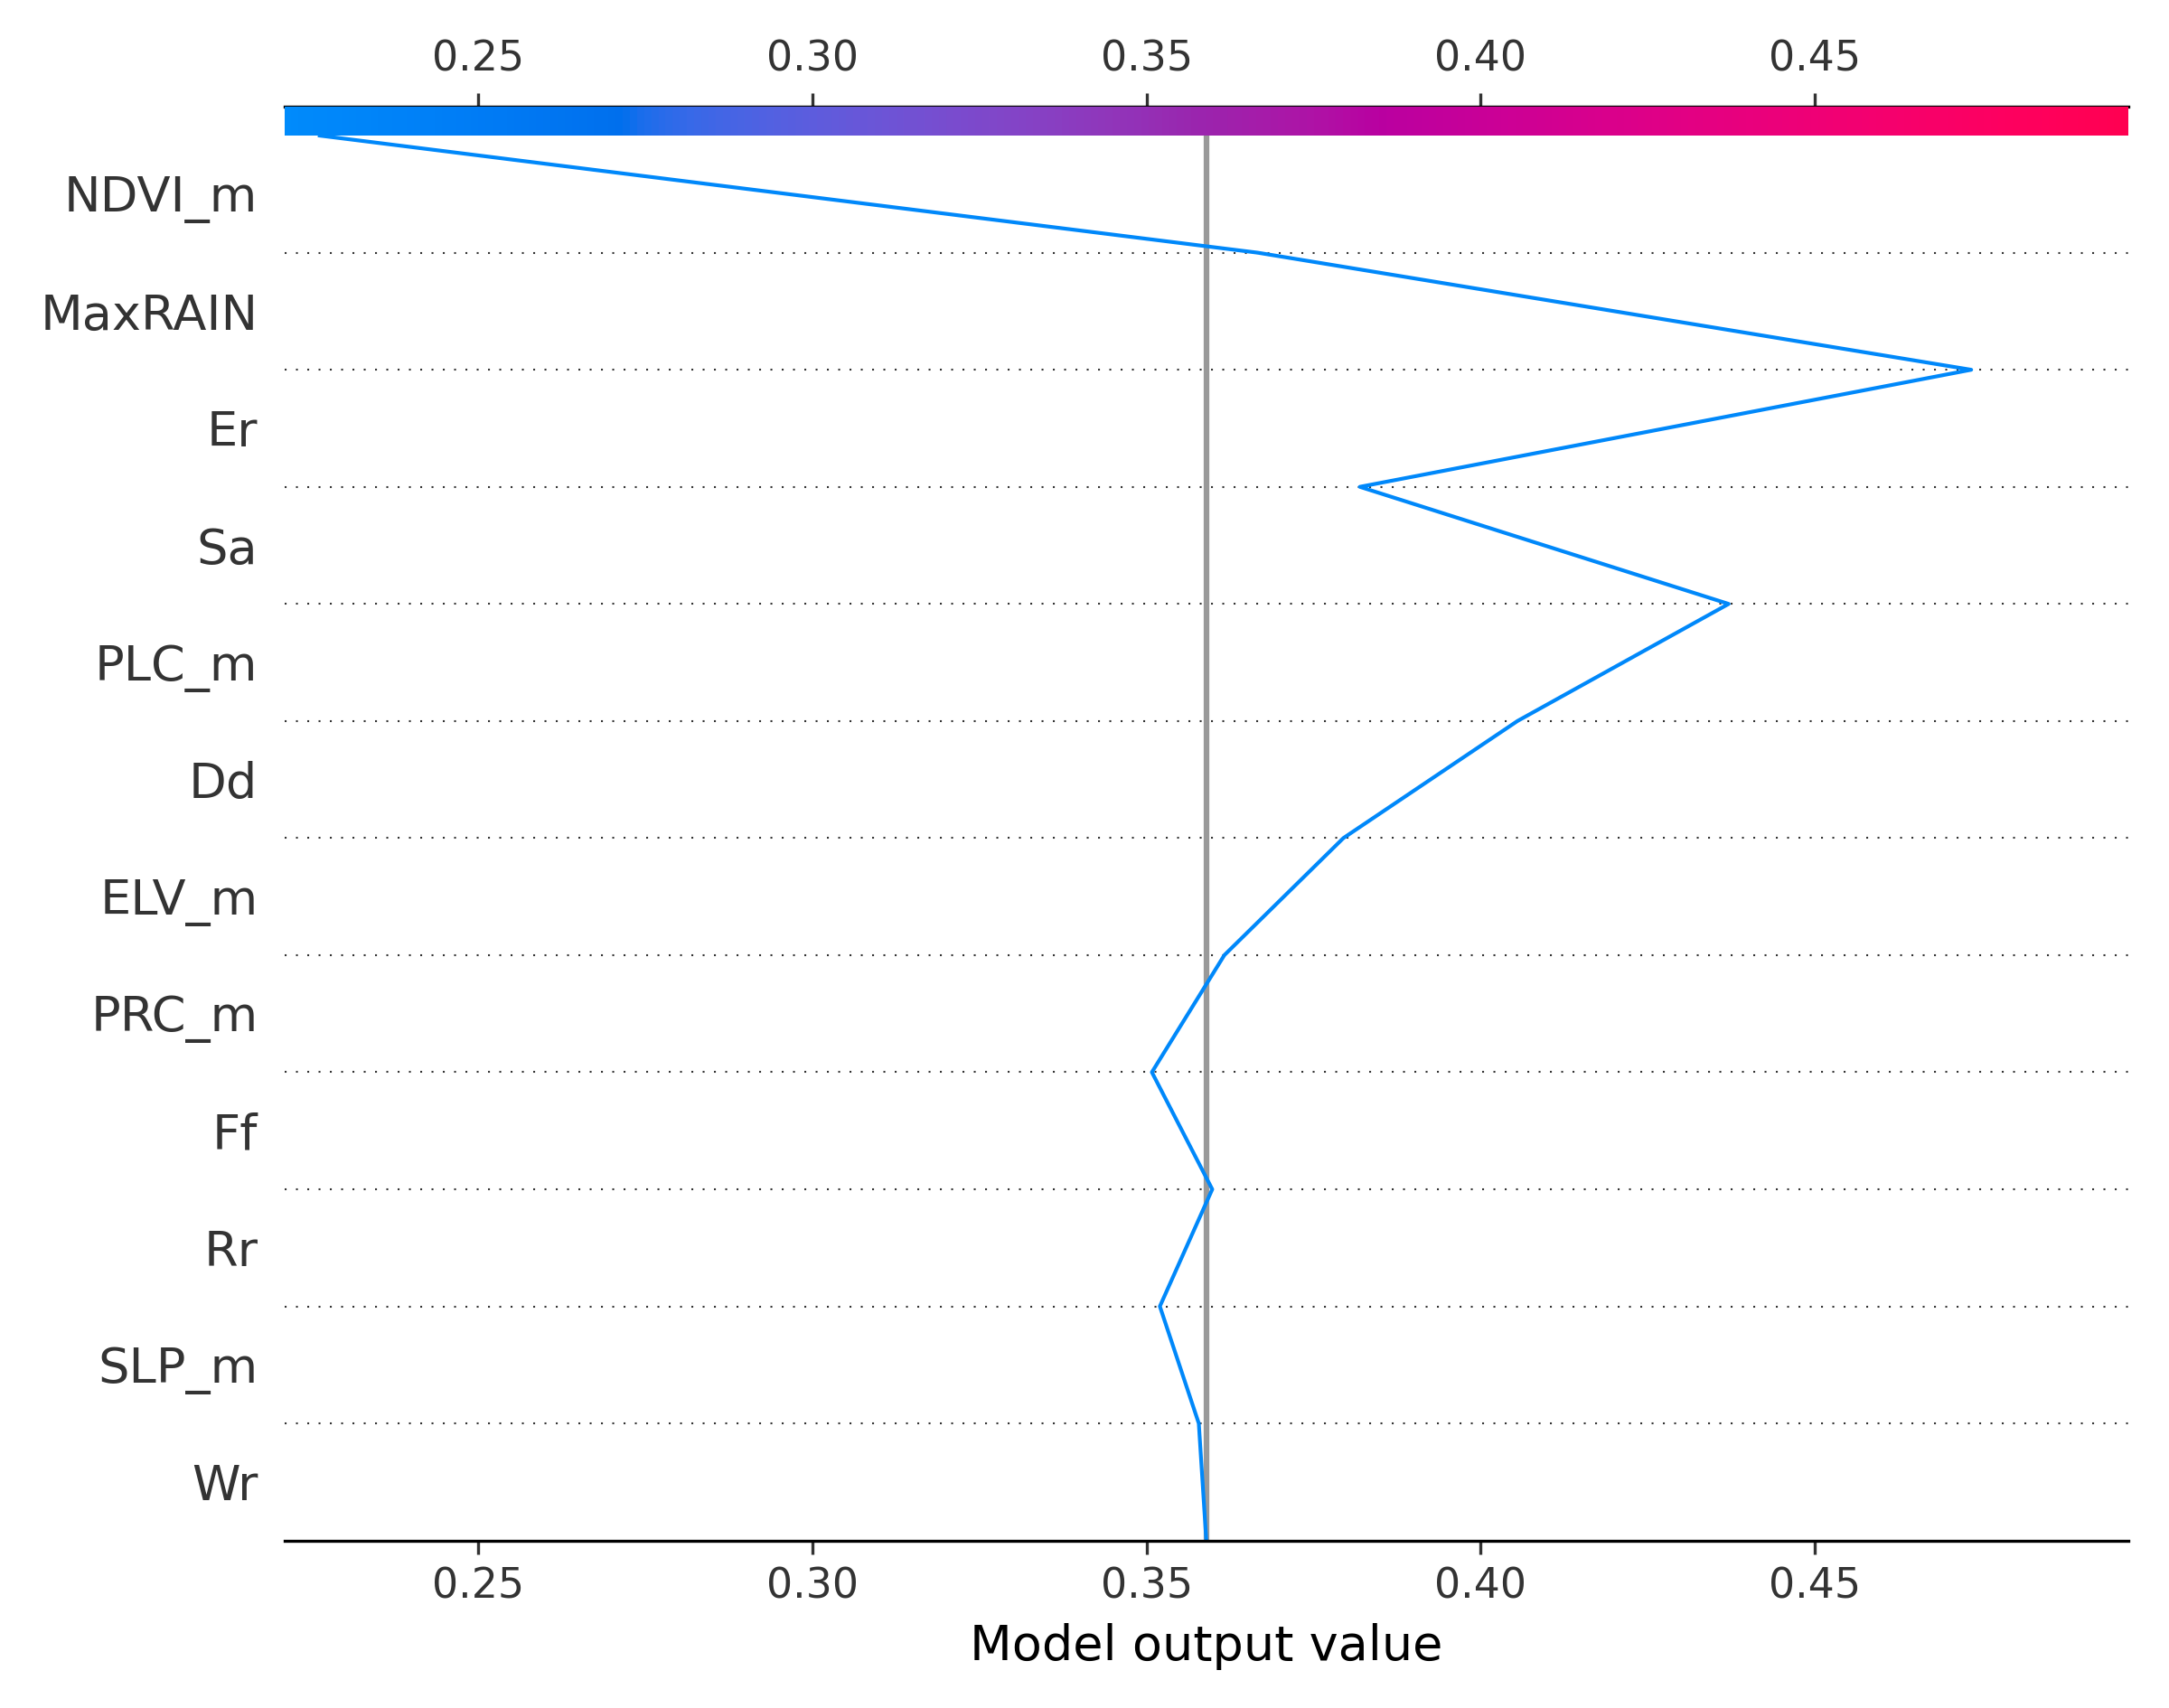 0.25 0.30 0.35 0.40 0.45
NDVI_m
MaxRAIN
Er
Sa
PLC_m
Dd
ELV_m
PRC_m
Ff
Rr
SLP_m
Wr
0.25 0.30 0.35 0.40 0.45
Model output value